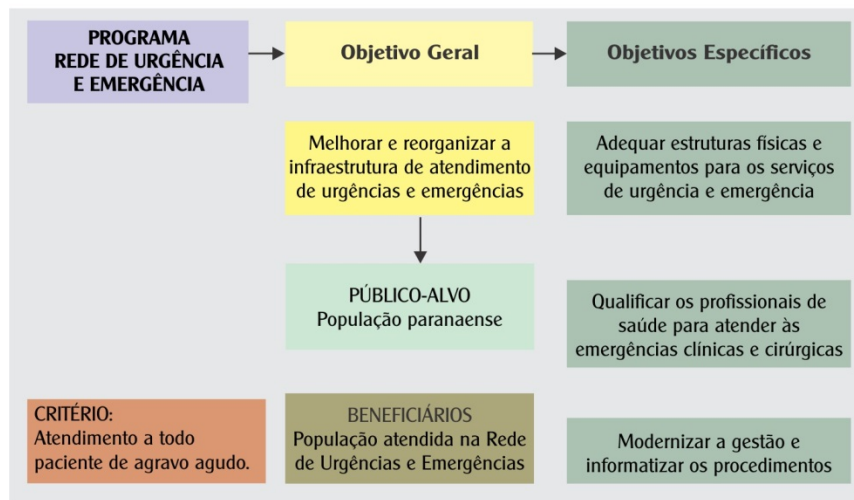 PROGRAMA
REDE DE URGÊNCIA
E EMERGÊNCIA
Objetivo Geral
Objetivos Específicos
Melhorar e reorganizar a
infraestrutura de atendimento
de urgências e emergências
Adequar estruturas físicas e
equipamentos para os serviços
de urgência e emergência
PÚBLICO-ALVO
População paranaense
Qualificar os profissionais de
saúde para atender às
emergências clínicas e cirúrgicas
CRITÉRIO:
Atendimento a todo
paciente de agravo agudo.
BENEFICIÁRIOS
População atendida na Rede
de Urgências e Emergências
Modernizar a gestão e
informatizar os procedimentos